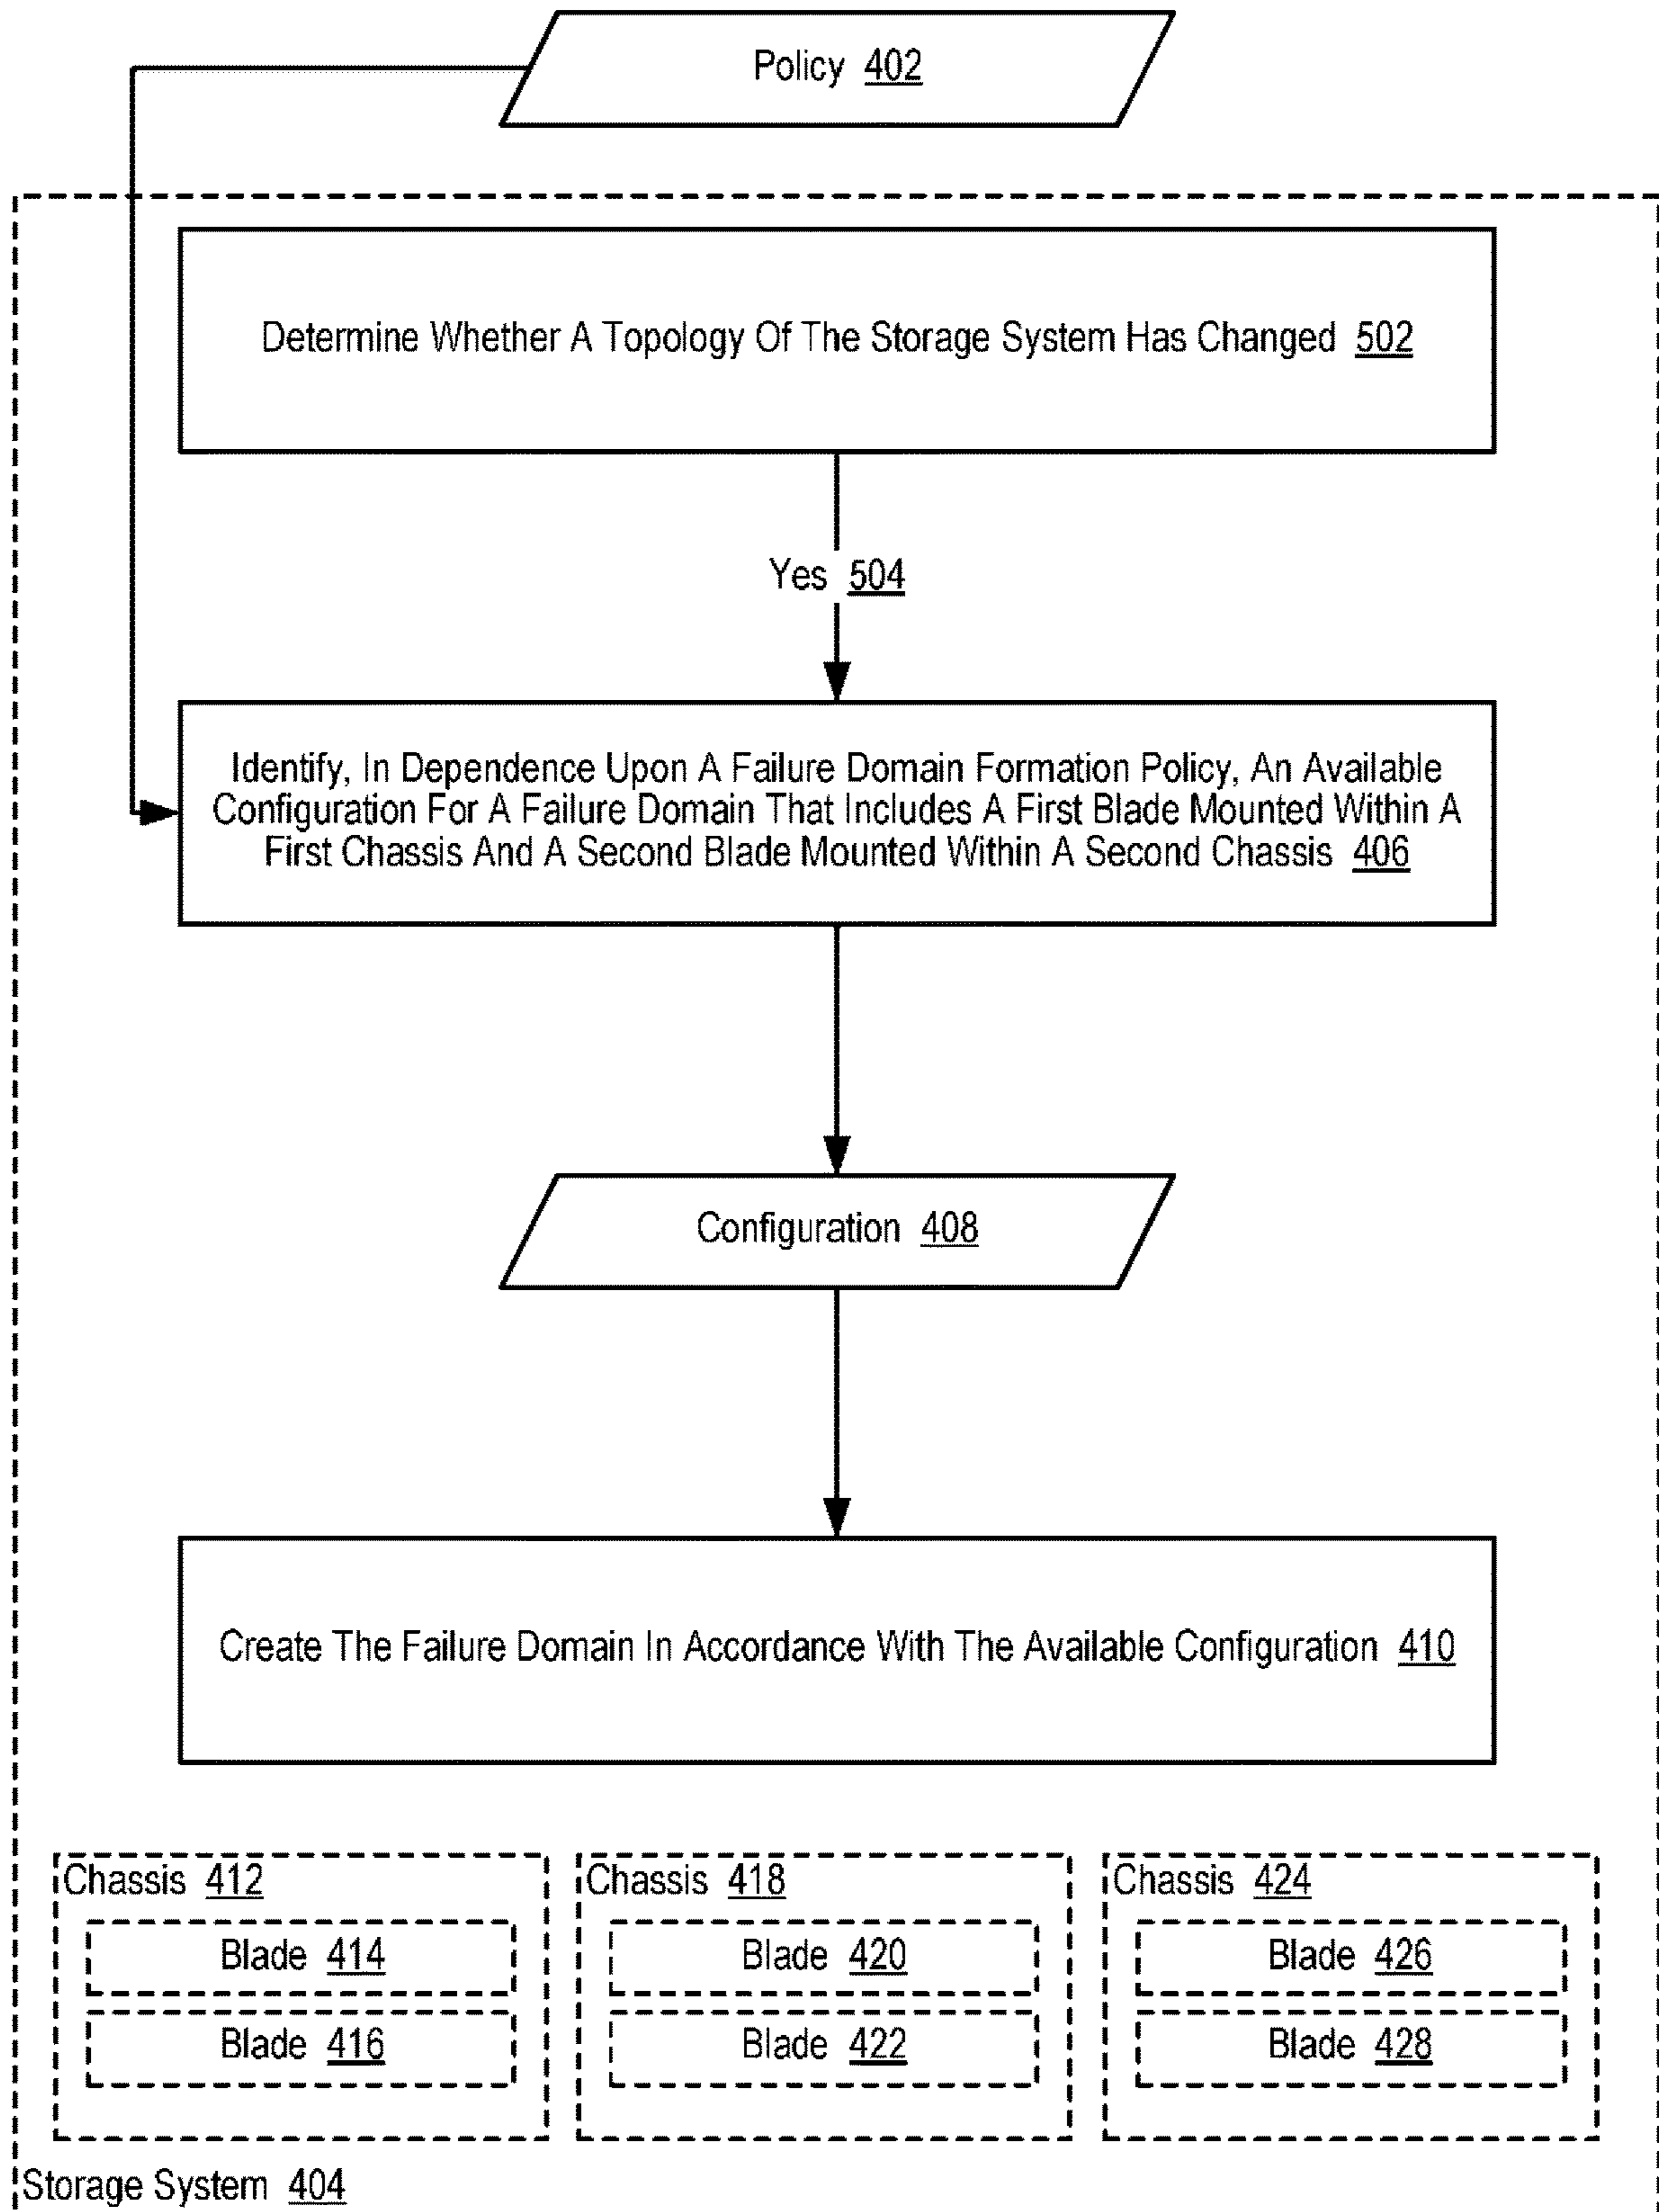 Policy 402
Determine Whether A Topology Of The Storage System Has Changed 502
Yes 504
Identify, In Dependence Upon A Failure Domain Formation Policy, An Available
Configuration For A Failure Domain That Includes A First Blade Mounted Within A
First Chassis And A Second Blade Mounted Within A Second Chassis 406
Configuration 408
Create The Failure Domain In Accordance With The Available Configuration 410
Chassis 412
Blade 414
Blade 416
Chassis 418
Blade 420
Blade 422
Chassis 424
Blade 426
Blade 428
Storage System 404